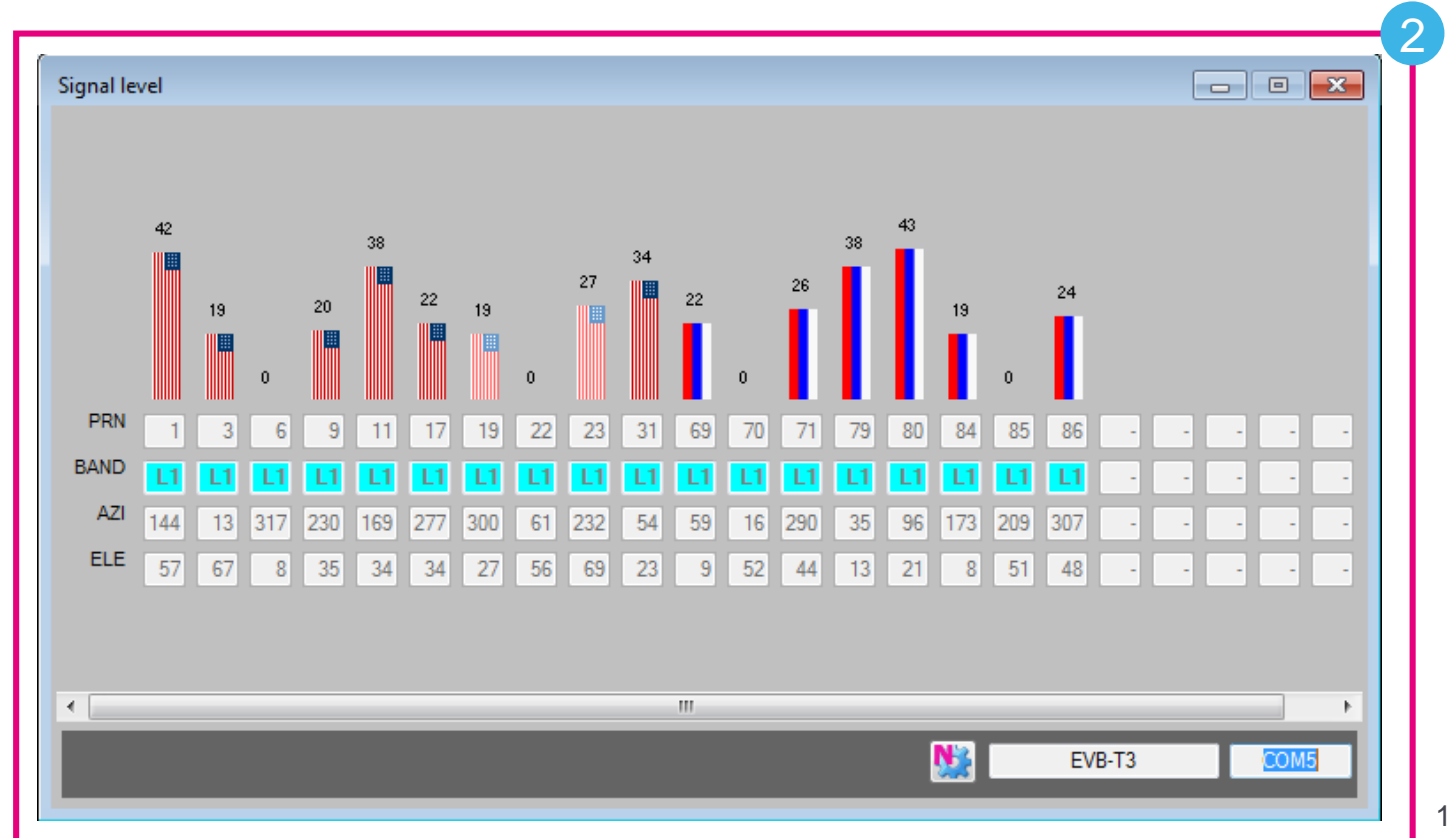 2
Signal level
42 19 0 20 38 22 19 0 27 34 22 0 26 38 43 19 0 24
PRN 1 3 6 9 11 17 19 22 23 31 69 70 71 79 80 84 85 86 - - - - -
BAND L1 L1 L1 L1 L1 L1 L1 L1 L1 L1 L1 L1 L1 L1 L1 L1 L1 L1 - - - - -
AZI 144 13 317 230 169 277 300 61 232 54 59 16 290 35 96 173 209 307 - - - - -
ELE 57 67 8 35 34 34 27 56 69 23 9 52 44 13 21 8 51 48 - - - - -
N EVB-T3 COM5
1